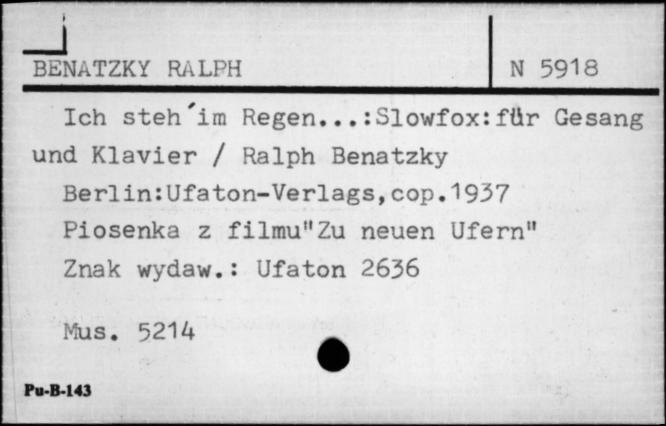 BENATZKY RALPH
N 5918
Ich steh´im Regen...:Slowfox:für Gesang
und Klavier / Ralph Benatzky
Berlin:Ufaton-Verlags,cop.1937
Piosenka z filmu"Zu neuen Ufern"
Znak wydaw.: Ufaton 2636
Mus. 5214
Pu-B-143